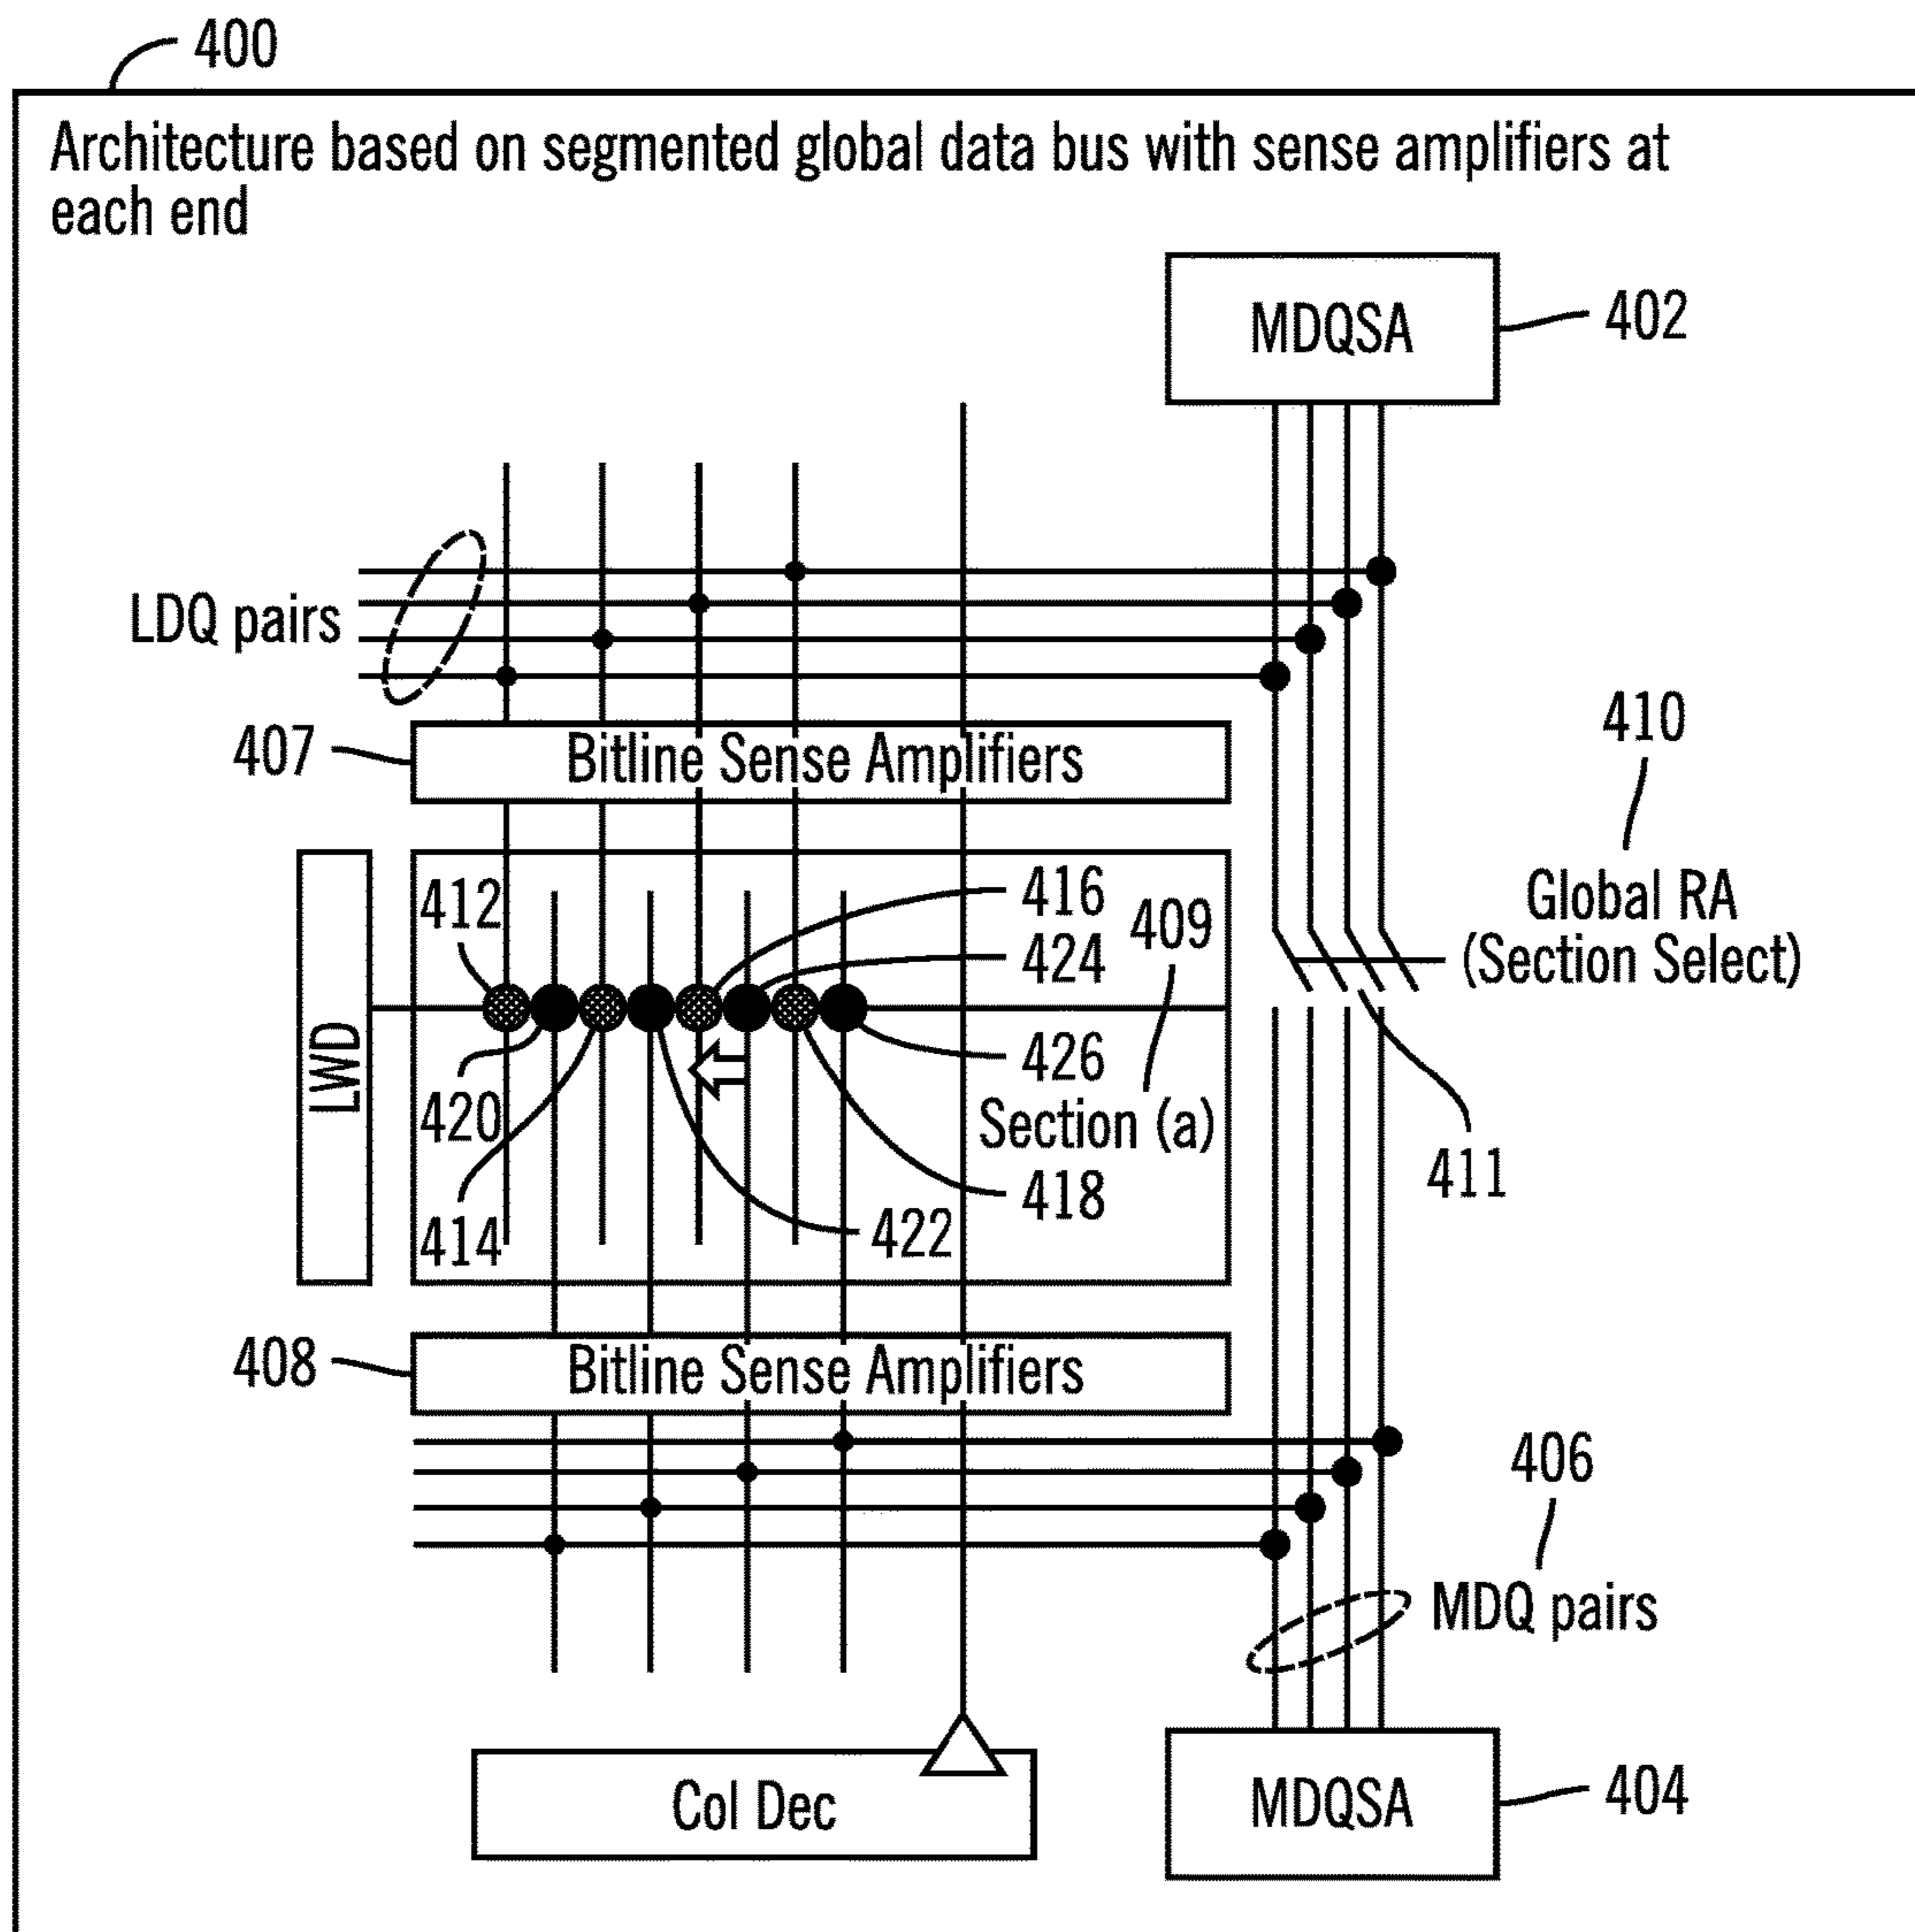 400
Architecture based on segmented global data bus with sense amplifiers at
each end
MDQSA
402
LDQ pairs
407
Bitline Sense Amplifiers
410
Global RA
(Section Select)
412
416
409
424
LWD
420
426
Section (a)
411
414
418
422
408
Bitline Sense Amplifiers
406
MDQ pairs
Col Dec
MDQSA
404